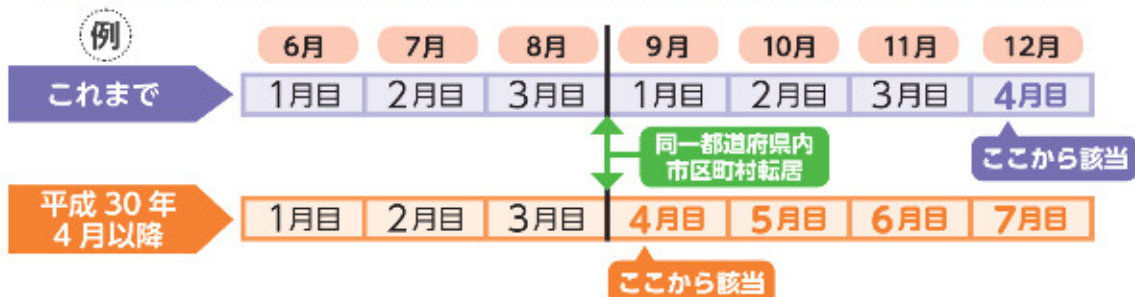 例
6月 7月 8月 9月 10月 11月 12月
これまで
1月目 2月目 3月目 1月目 2月目 3月目 4月目
同一都道府県内
市区町村転居
ここから該当
平成30年
4月以降
1月目 2月目 3月目 4月目 5月目 6月目 7月目
ここから該当